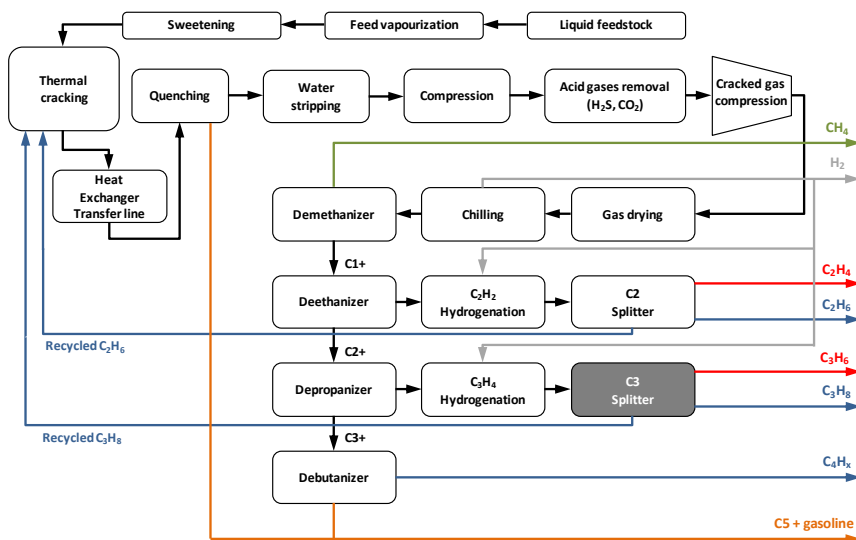 Sweetening
Feed vapourization
Liquid feedstock
Thermal
cracking
Quenching
Water
stripping
Compression
Acid gases removal
(H₂S, CO₂)
Cracked gas
compression
CH₄
H₂
Heat
Exchanger
Transfer line
Demethanizer
Chilling
Gas drying
C1+
Deethanizer
C₂H₂
Hydrogenation
C2
Splitter
C₂H₄
C₂H₆
Recycled C₂H₆
C2+
Depropanizer
C₃H₄
Hydrogenation
C3
Splitter
C₃H₆
C₃H₈
Recycled C₃H₈
C3+
Debutanizer
C₄Hₓ
C5 + gasoline